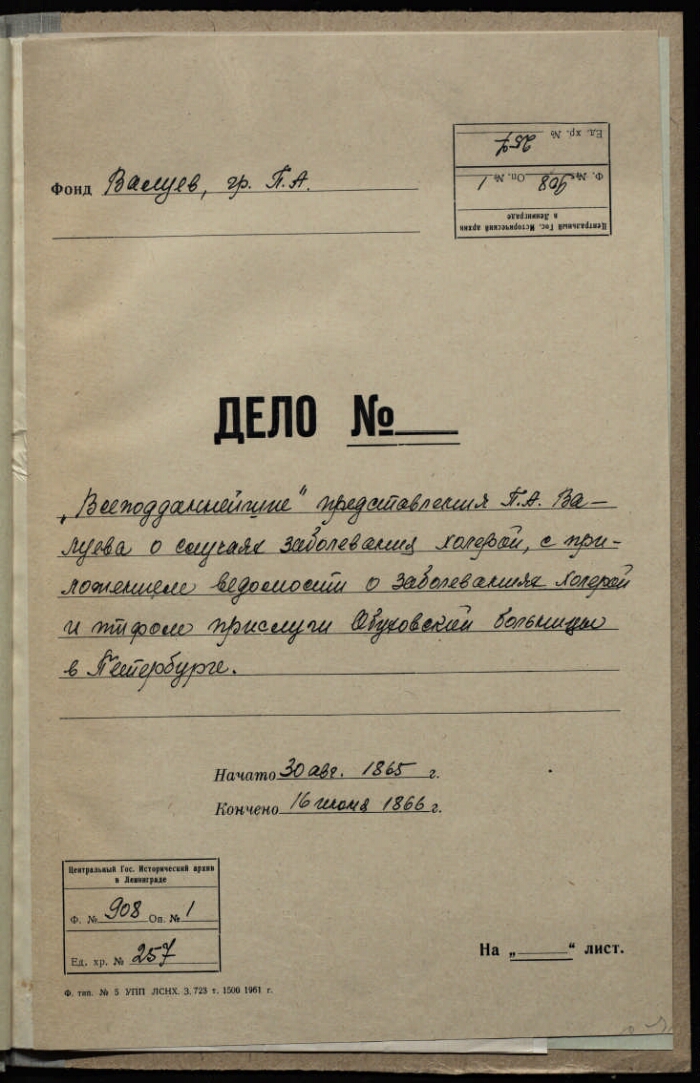 Фонд Валуев, гр. П.А.
Центральный Гос. Исторический архив
в Ленинграде
Ф. № 908 Оп. № 1
Ед. хр. № 257
ДЕЛО №
„Всеподданнейшие" представления П.А. Ва-
луева о случаях заболевания холерой, с при-
ложением ведомости о заболеваниях холерой
и тифом прислуги Обуховской больницы
в Петербурге.
Начато 30 авг. 1865 г.
Кончено 16 июня 1866 г.
Центральный Гос. Исторический архив
в Ленинграде
Ф. № 908 Оп. № 1
Ед. хр. № 257
На „ " лист.
Ф. тип. № 5 УПП ЛСНХ. З. 723 т. 1500 1961 г.